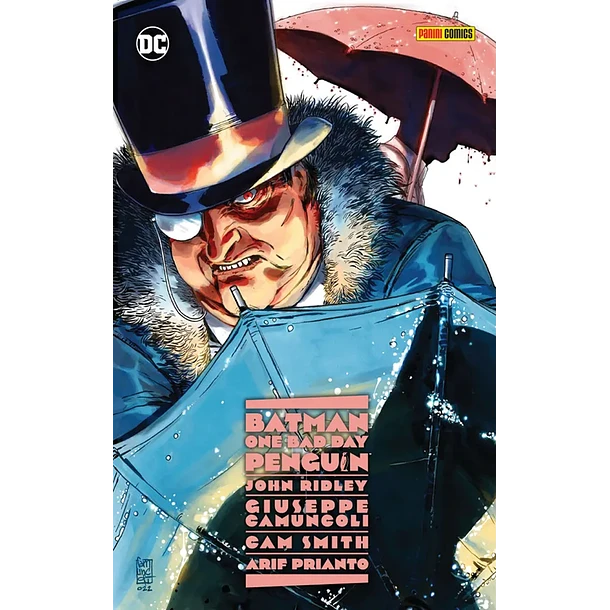 DC
PANINI COMICS
BATMAN
ONE BAD DAY
PENGUIN
JOHN RIDLEY
GIUSEPPE
CAMUNCOLI
CAM SMITH
ARIF PRIANTO